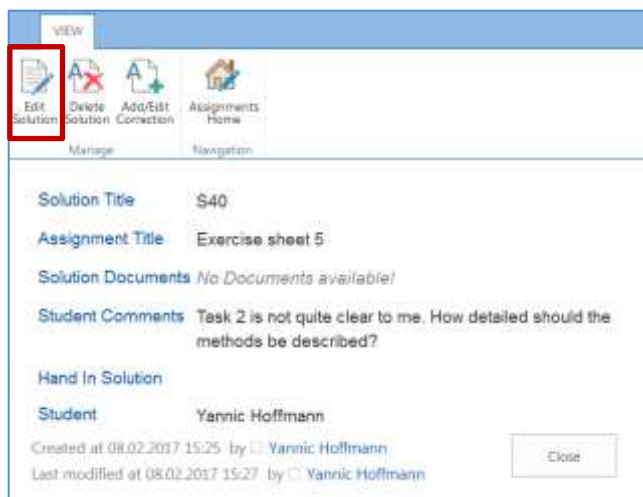 VIEW
Edit Solution
Delete Solution
Add/Edit Correction
Assignments Home
Manage
Navigation
Solution Title S40
Assignment Title Exercise sheet 5
Solution Documents No Documents available!
Student Comments Task 2 is not quite clear to me. How detailed should the
methods be described?
Hand In Solution
Student Yannic Hoffmann
Created at 08.02.2017 15:25 by Yannic Hoffmann
Last modified at 08.02.2017 15:27 by Yannic Hoffmann
Close